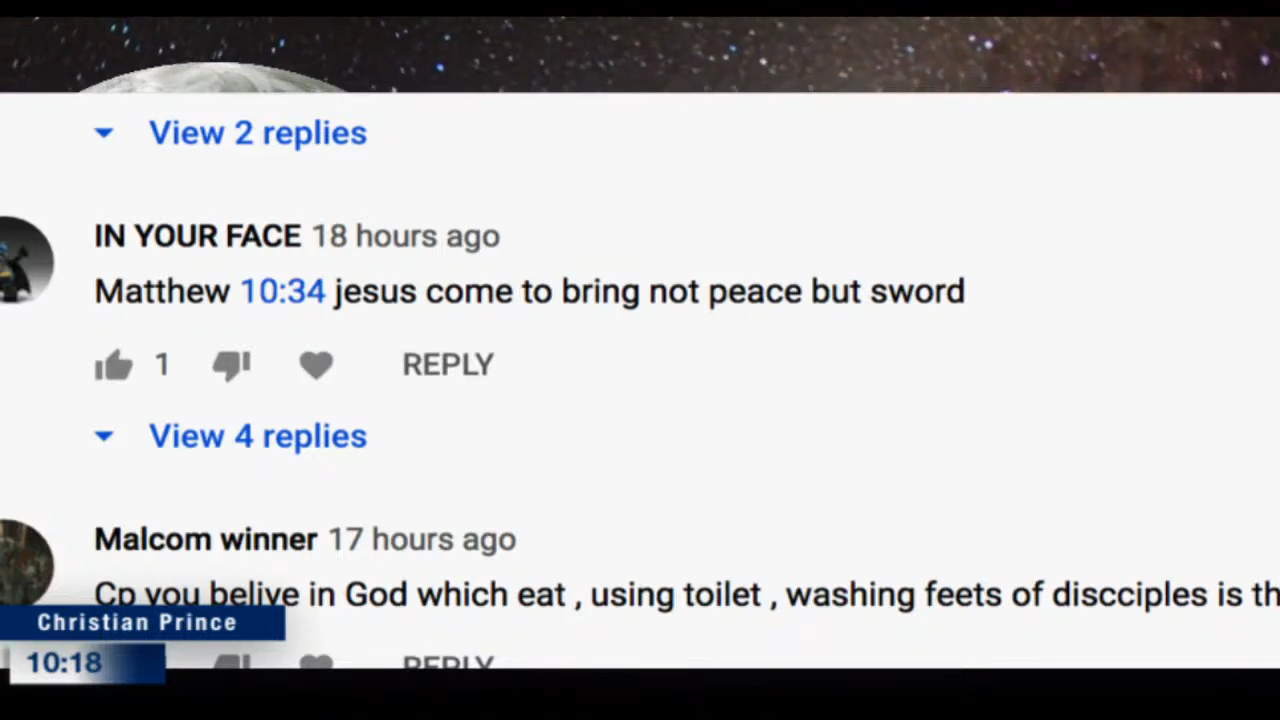 View 2 replies
IN YOUR FACE 18 hours ago
Matthew 10:34 jesus come to bring not peace but sword
1 REPLY
View 4 replies
Malcom winner 17 hours ago
Cp you belive in God which eat , using toilet , washing feets of discciples is th
Christian Prince
10:18
REPLY